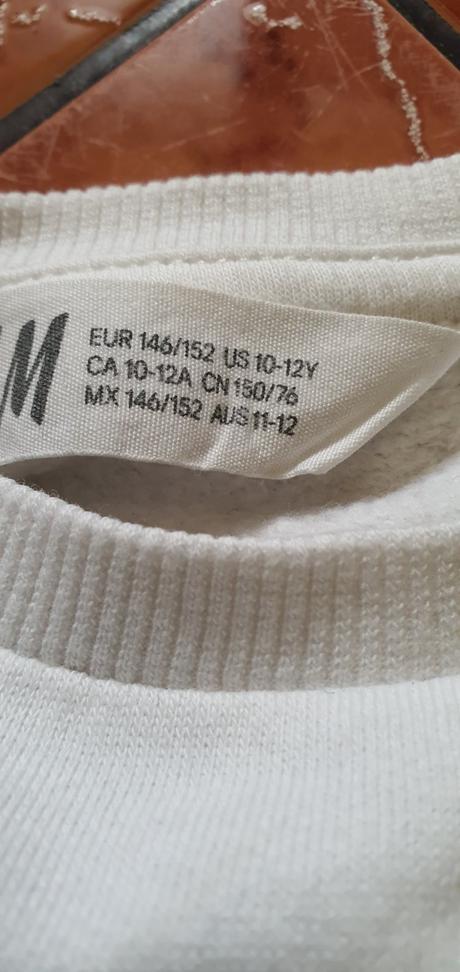 M
EUR 146/152 US 10-12Y
CA 10-12A CN 150/76
MX 146/152 AUS 11-12